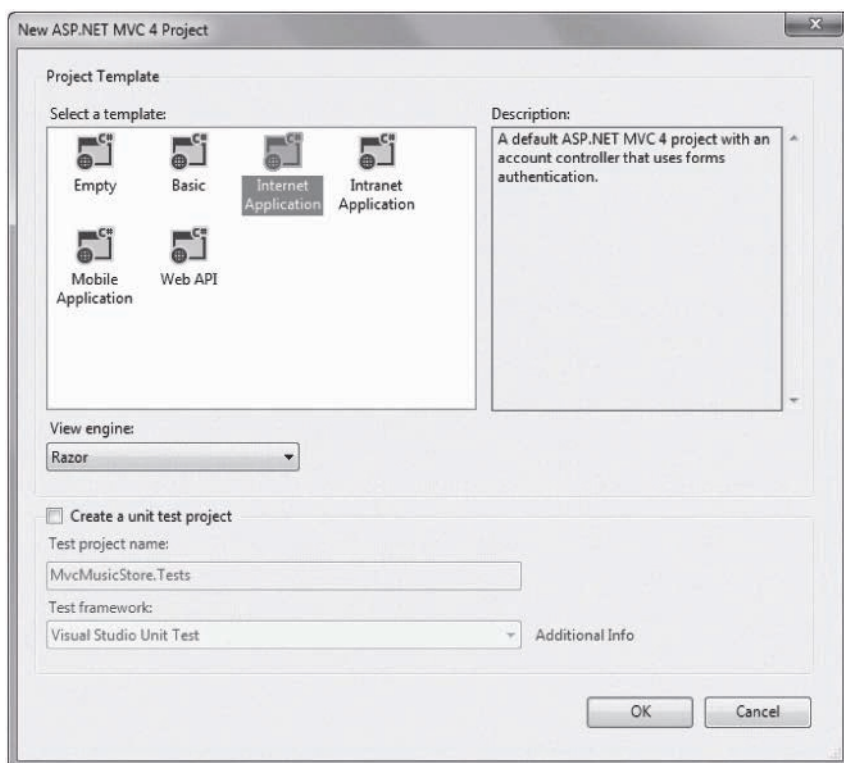 New ASP.NET MVC 4 Project
Project Template
Select a template:
C#
Empty
C#
Basic
C#
Internet
Application
C#
Intranet
Application
C#
Mobile
Application
C#
Web API
Description:
A default ASP.NET MVC 4 project with an
account controller that uses forms
authentication.
View engine:
Razor
Create a unit test project
Test project name:
MvcMusicStore.Tests
Test framework:
Visual Studio Unit Test
Additional Info
OK
Cancel